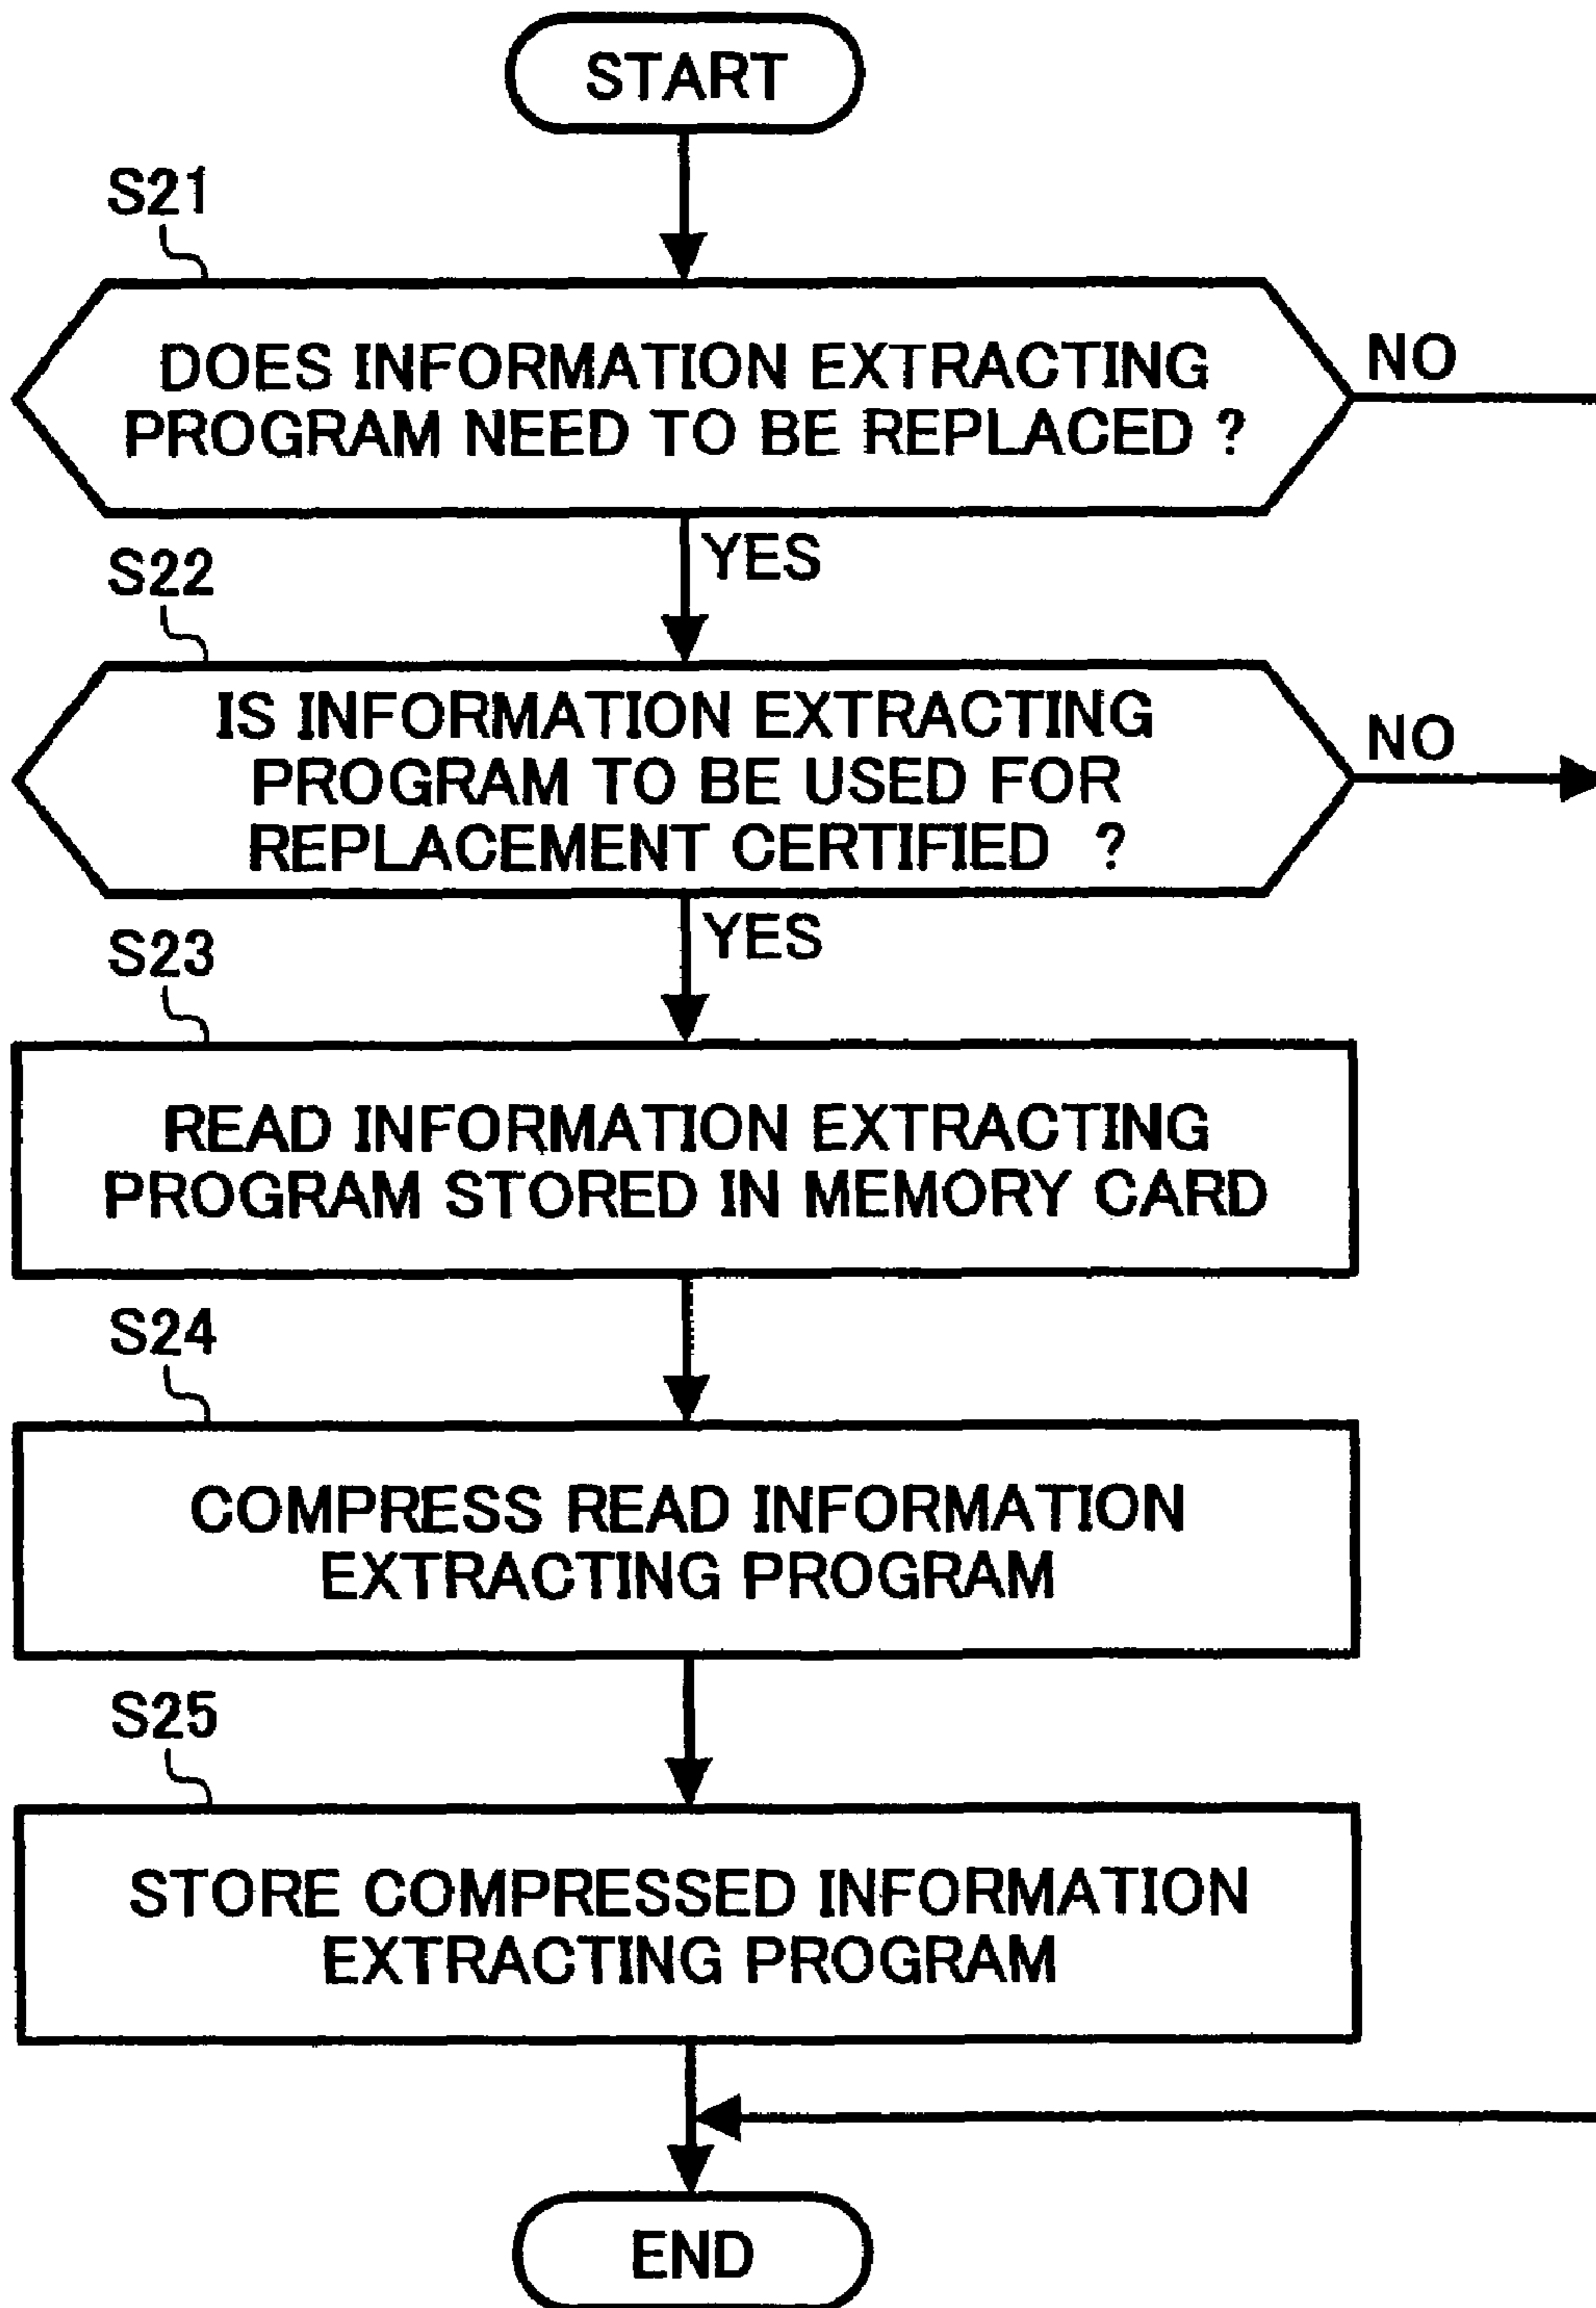 START
S21
DOES INFORMATION EXTRACTING
PROGRAM NEED TO BE REPLACED ?
NO
YES
S22
IS INFORMATION EXTRACTING
PROGRAM TO BE USED FOR
REPLACEMENT CERTIFIED ?
NO
YES
S23
READ INFORMATION EXTRACTING
PROGRAM STORED IN MEMORY CARD
S24
COMPRESS READ INFORMATION
EXTRACTING PROGRAM
S25
STORE COMPRESSED INFORMATION
EXTRACTING PROGRAM
END